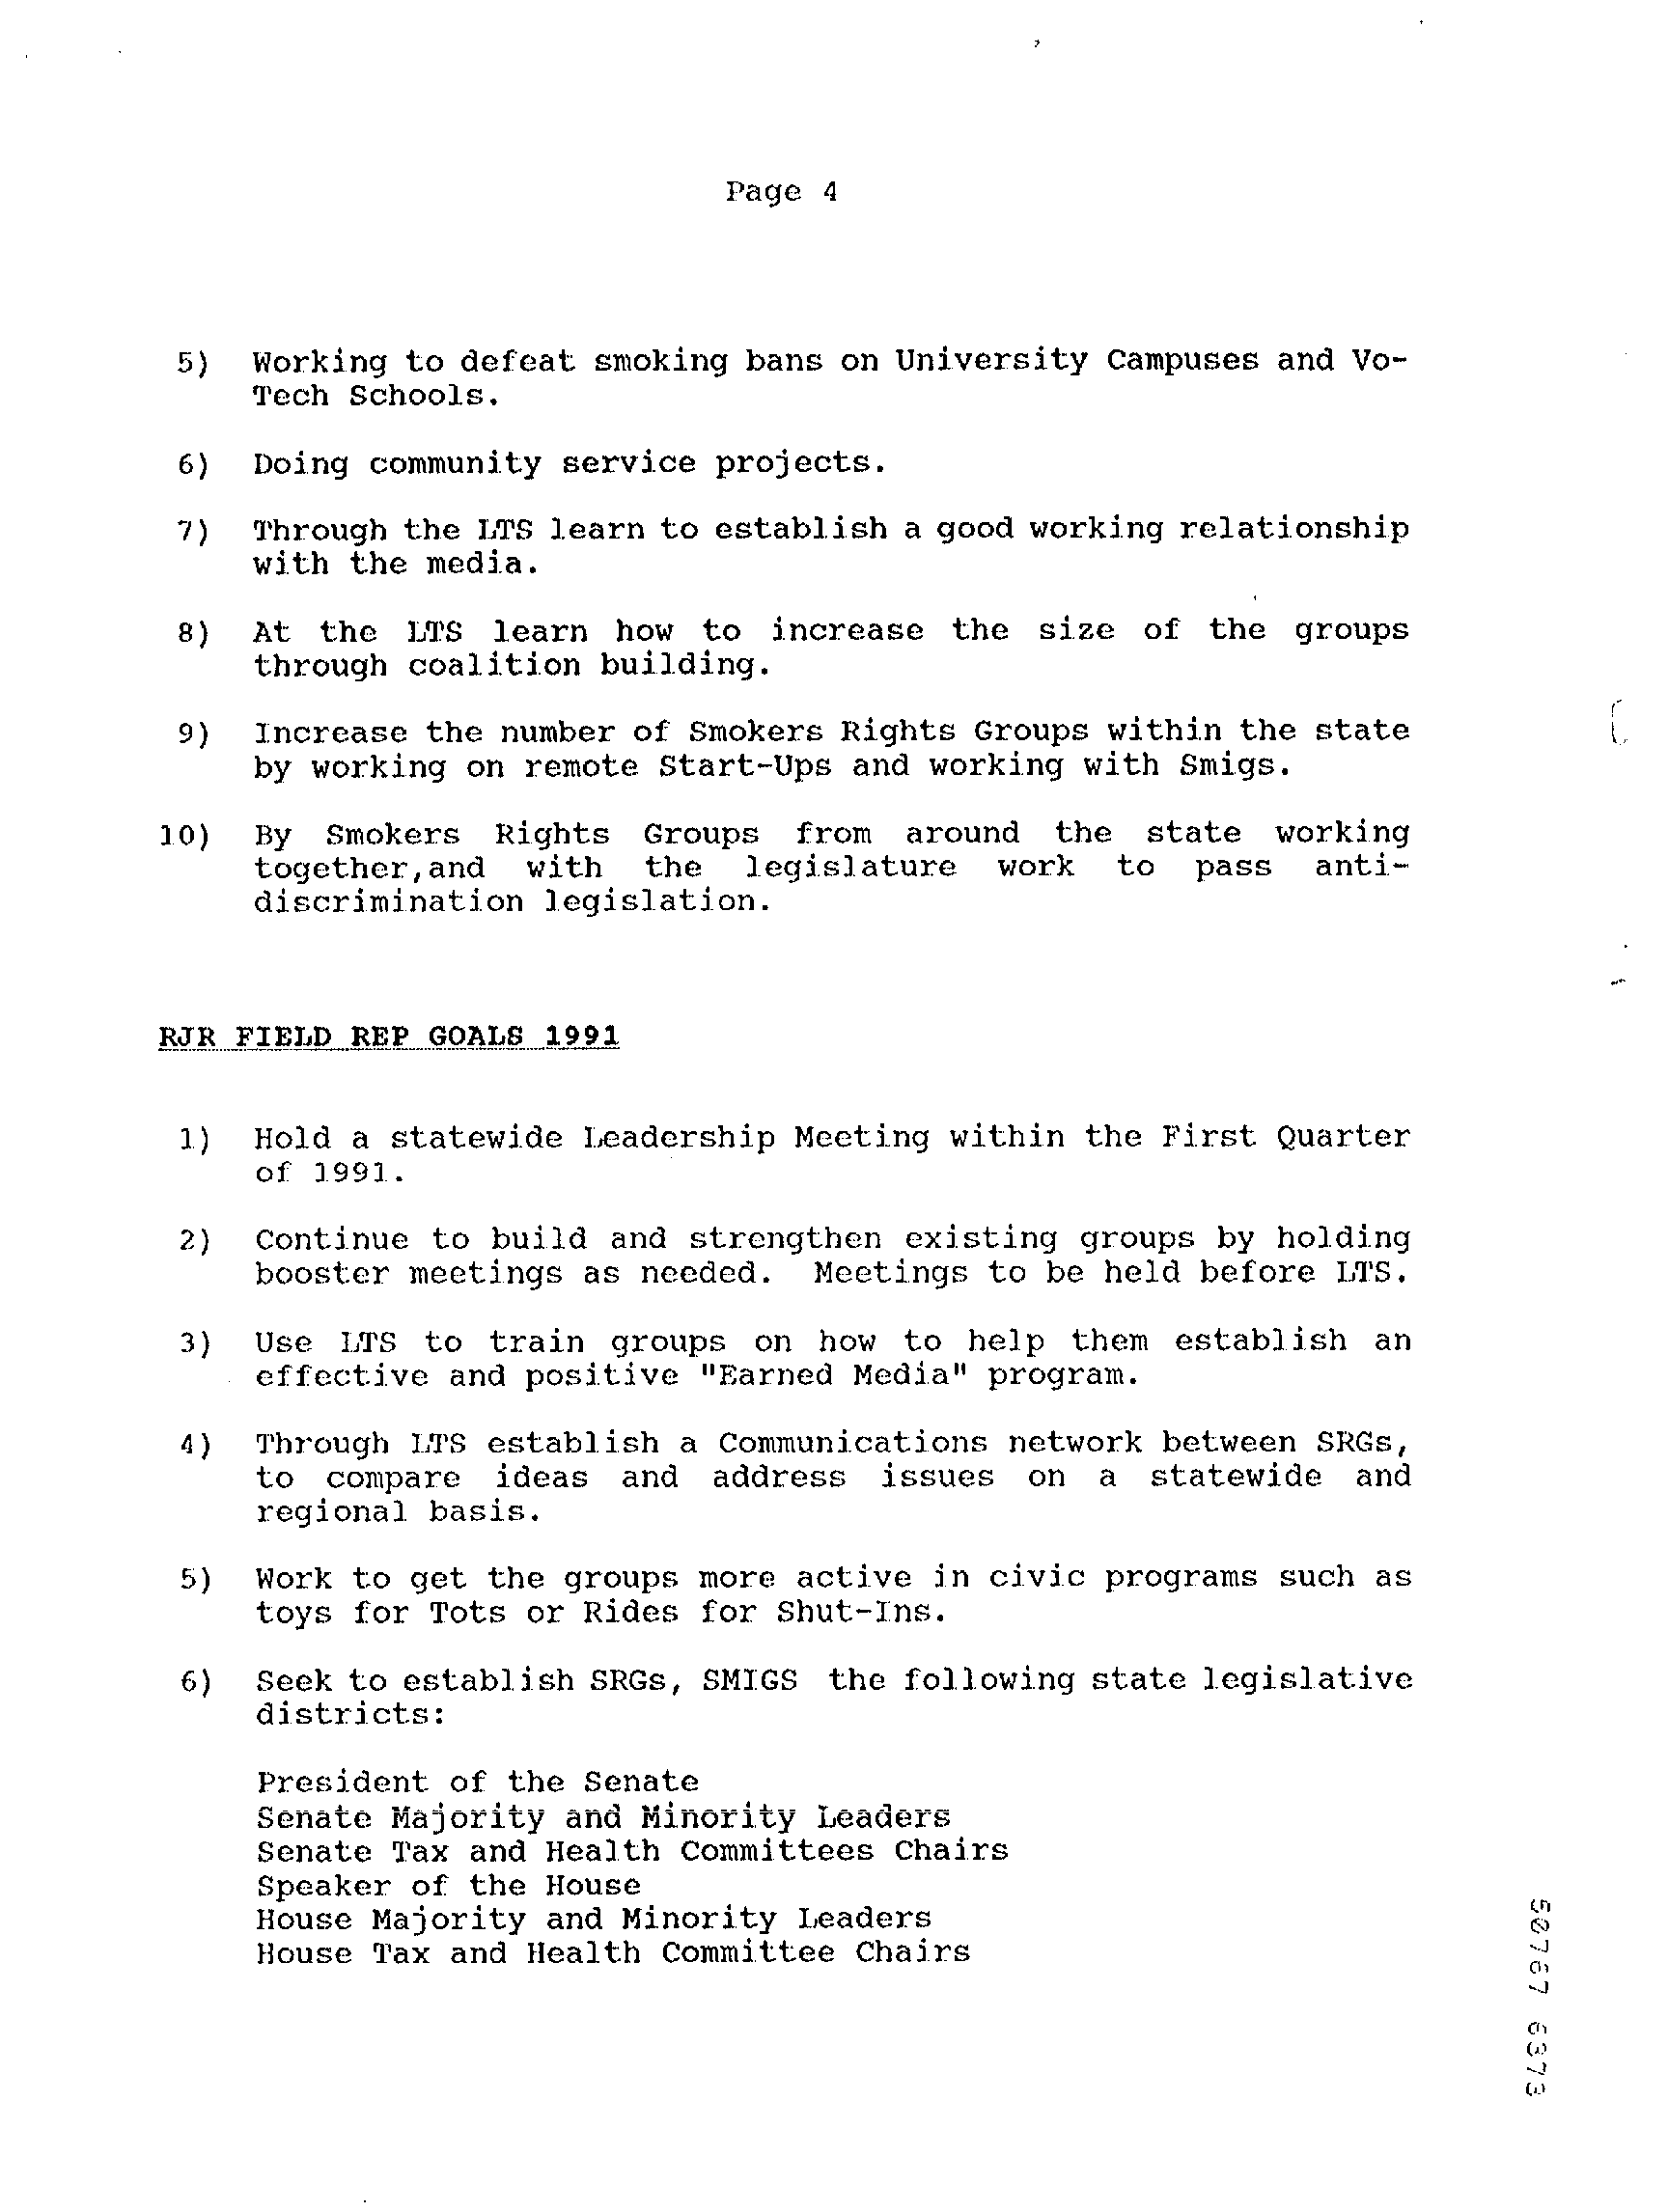 Page 4
5) Working to defeat smoking bans on University Campuses and Vo-
Tech Schools.
6) Doing community service projects.
7) Through the LTS learn to establish a good working relationship
with the media.
8) At the LTS learn how to increase the size of the groups
through coalition building.
9) Increase the number of Smokers Rights Groups within the state
by working on remote Start-Ups and working with Smigs.
10) By Smokers Rights Groups from around the state working
together,and with the legislature work to pass anti-
discrimination legislation.
RJR FIELD REP GOALS 1991
1) Hold a statewide Leadership Meeting within the First Quarter
of 1991.
2) Continue to build and strengthen existing groups by holding
booster meetings as needed. Meetings to be held before LTS.
3) Use LTS to train groups on how to help them establish an
effective and positive "Earned Media" program.
4) Through LTS establish a Communications network between SRGs,
to compare ideas and address issues on a statewide and
regional basis.
5) Work to get the groups more active in civic programs such as
toys for Tots or Rides for Shut-Ins.
6) Seek to establish SRGs, SMIGS the following state legislative
districts:
President of the Senate
Senate Majority and Minority Leaders
Senate Tax and Health Committees Chairs
Speaker of the House
House Majority and Minority Leaders
House Tax and Health Committee Chairs
50767 6373